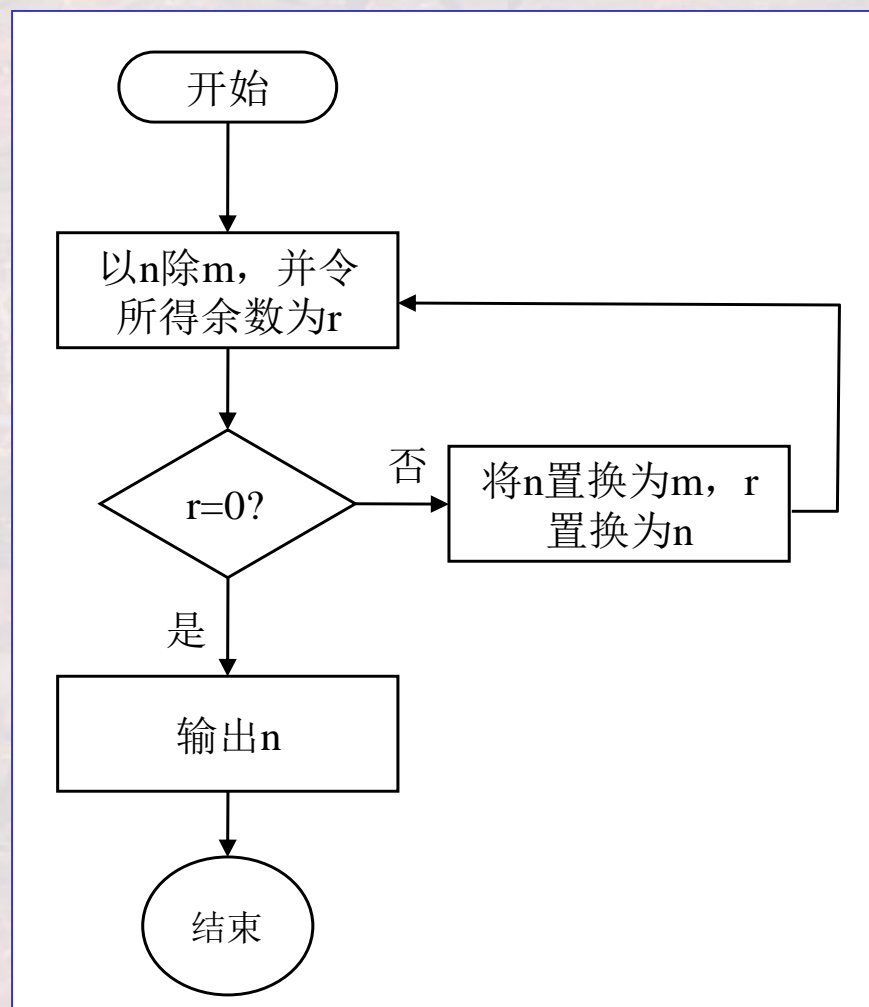 开始
以n除m，并令
所得余数为r
r=0?
否
将n置换为m，r
置换为n
是
输出n
结束